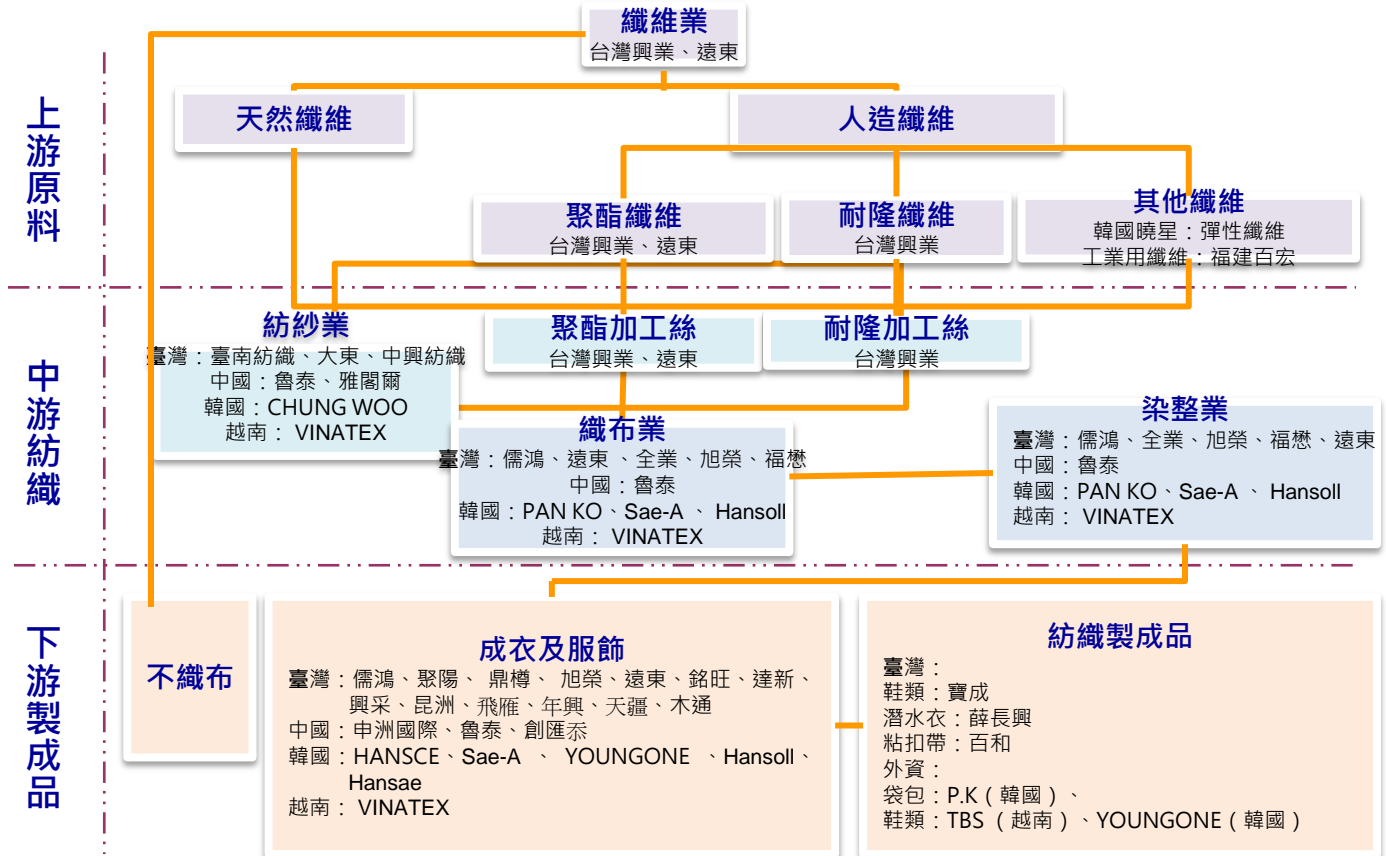 纖維業
台灣興業、遠東
上游原料
天然纖維
人造纖維
聚酯纖維
台灣興業、遠東
耐隆纖維
台灣興業
其他纖維
韓國曉星：彈性纖維
工業用纖維：福建百宏
中游紡織
紡紗業
臺灣：臺南紡織、大東、中興紡織
中國：魯泰、雅閣爾
韓國：CHUNG WOO
越南： VINATEX
聚酯加工絲
台灣興業、遠東
耐隆加工絲
台灣興業
織布業
臺灣：儒鴻、遠東 、全業、旭榮、福懋
中國：魯泰
韓國：PAN KO、Sae-A 、 Hansoll
越南： VINATEX
染整業
臺灣：儒鴻、全業、旭榮、福懋、遠東
中國：魯泰
韓國：PAN KO、Sae-A 、 Hansoll
越南： VINATEX
下游製成品
不織布
成衣及服飾
臺灣：儒鴻、聚陽、 鼎樽、 旭榮、遠東、銘旺、達新、
興采、昆洲、飛雁、年興、天疆、木通
中國：申洲國際、魯泰、創匯忝
韓國：HANSCE、Sae-A 、 YOUNGONE 、Hansoll、
Hansae
越南： VINATEX
紡織製成品
臺灣：
鞋類：寶成
潛水衣：薛長興
粘扣帶：百和
外資：
袋包：P.K（韓國）、
鞋類：TBS （越南）、YOUNGONE（韓國）